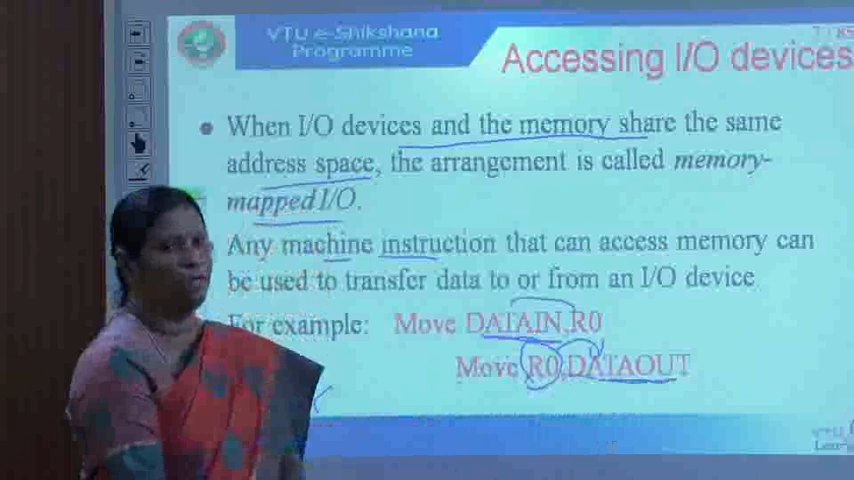 VTU e-Shikshana
Programme
Accessing I/O devices
• When I/O devices and the memory share the same
address space, the arrangement is called memory-
mapped I/O.
Any machine instruction that can access memory can
be used to transfer data to or from an I/O device
For example: Move DATAIN,R0
Move R0,DATAOUT